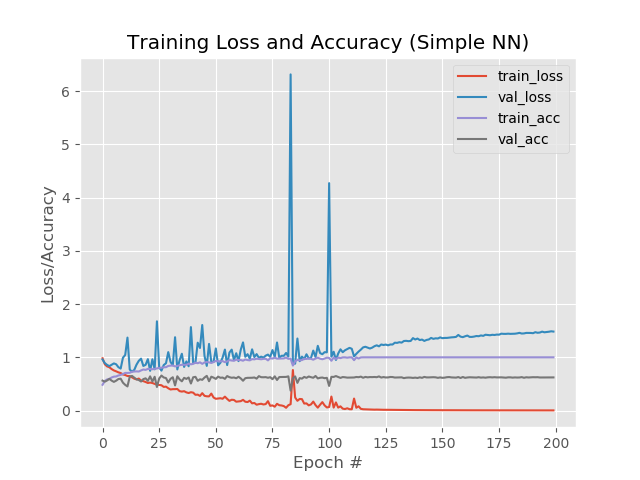 Training Loss and Accuracy (Simple NN)
train_loss
val_loss
train_acc
val_acc
Loss/Accuracy
6
5
4
3
2
1
0
0 25 50 75 100 125 150 175 200
Epoch #